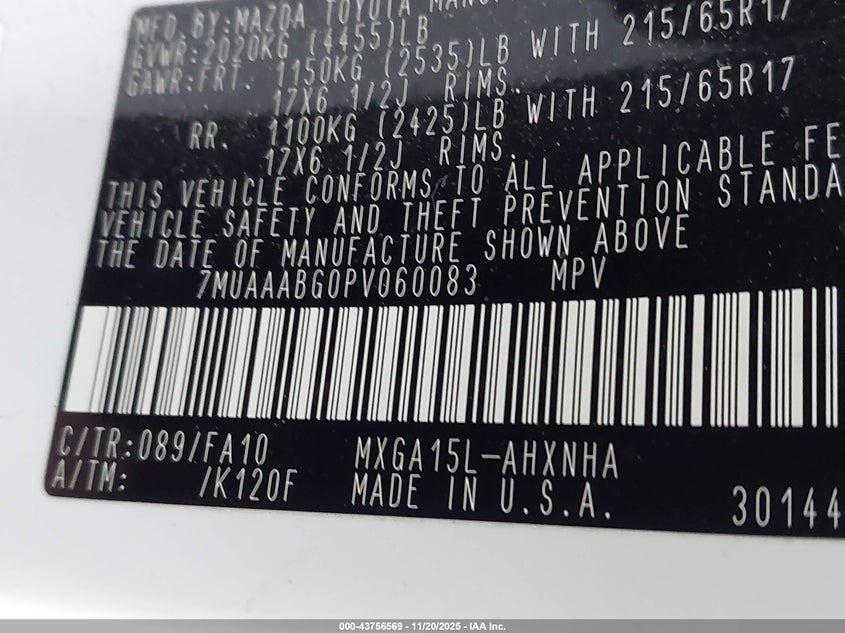 MFD. BY: MAZDA TOYOTA MANU
GVWR: 2020KG (4455)LB
GAWR: FRT. 1150KG (2535)LB WITH 215/65R17
17X6 1/2J RIMS.
RR. 1100KG (2425)LB WITH 215/65R17
17X6 1/2J RIMS.
THIS VEHICLE CONFORMS TO ALL APPLICABLE FE
VEHICLE SAFETY AND THEFT PREVENTION STANDA
THE DATE OF MANUFACTURE SHOWN ABOVE
7MUAAABG0PV060083 MPV
C/TR:089/FA10 MXGA15L-AHXNHA
A/TM: /K120F MADE IN U.S.A. 30144
000-43756569 - 11/20/2025 - IAA Inc.